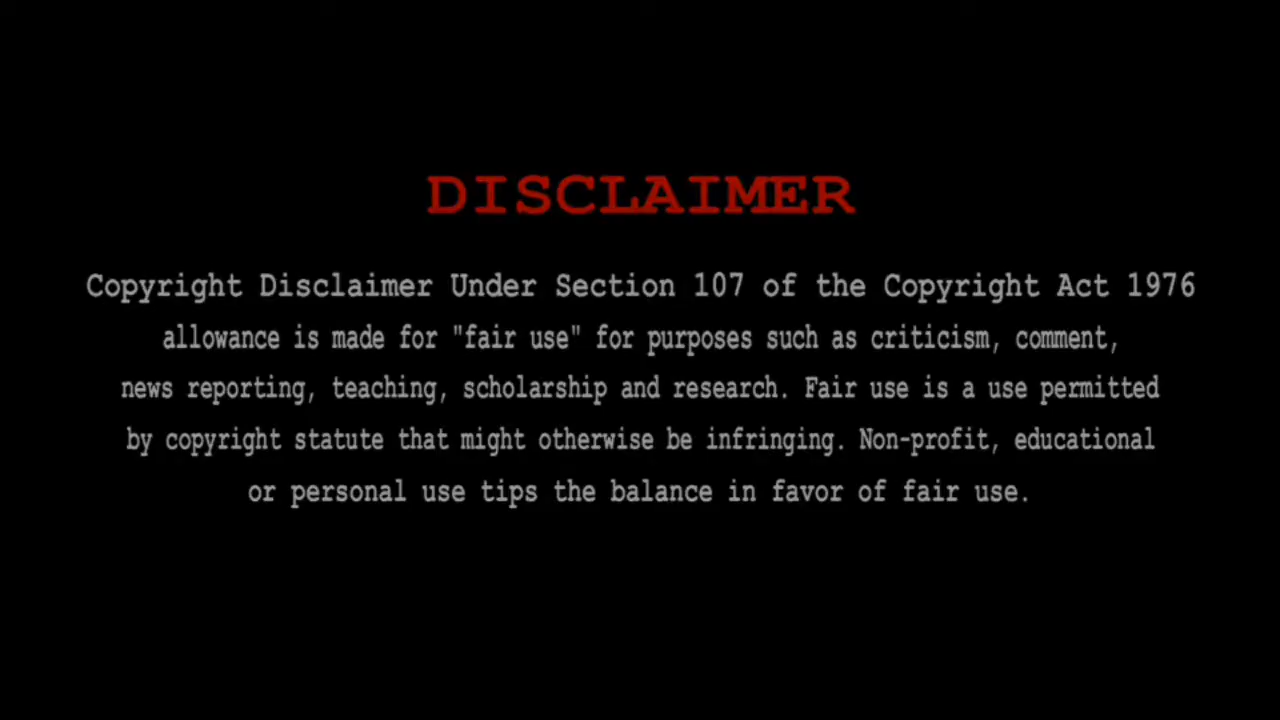 DISCLAIMER
Copyright Disclaimer Under Section 107 of the Copyright Act 1976
allowance is made for "fair use" for purposes such as criticism, comment,
news reporting, teaching, scholarship and research. Fair use is a use permitted
by copyright statute that might otherwise be infringing. Non-profit, educational
or personal use tips the balance in favor of fair use.